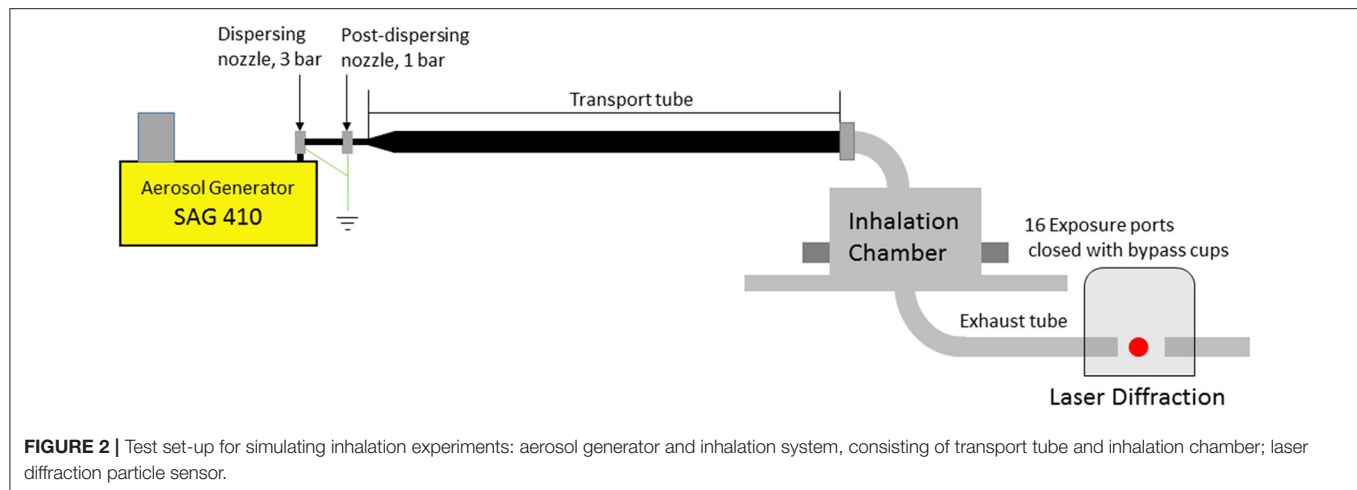 Dispersing
nozzle, 3 bar
Post-dispersing
nozzle, 1 bar
Transport tube
Aerosol Generator
SAG 410
Inhalation
Chamber
16 Exposure ports
closed with bypass cups
Exhaust tube
Laser Diffraction
FIGURE 2 | Test set-up for simulating inhalation experiments: aerosol generator and inhalation system, consisting of transport tube and inhalation chamber; laser
diffraction particle sensor.